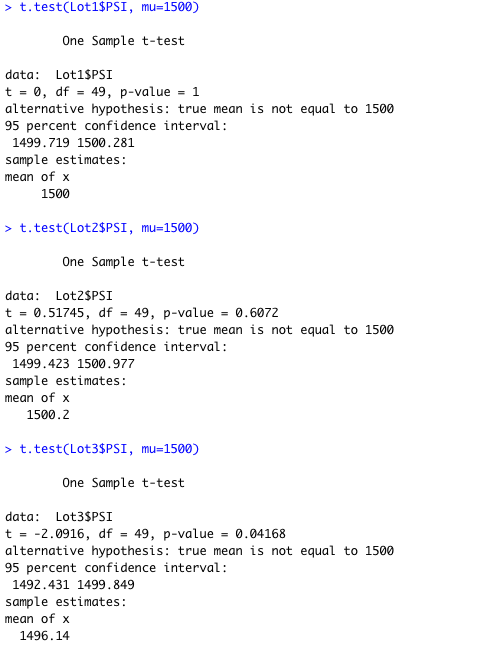 > t.test(Lot1$PSI, mu=1500)
One Sample t-test
data:  Lot1$PSI
t = 0, df = 49, p-value = 1
alternative hypothesis: true mean is not equal to 1500
95 percent confidence interval:
1499.719 1500.281
sample estimates:
mean of x
1500
> t.test(Lot2$PSI, mu=1500)
One Sample t-test
data:  Lot2$PSI
t = 0.51745, df = 49, p-value = 0.6072
alternative hypothesis: true mean is not equal to 1500
95 percent confidence interval:
1499.423 1500.977
sample estimates:
mean of x
1500.2
> t.test(Lot3$PSI, mu=1500)
One Sample t-test
data:  Lot3$PSI
t = -2.0916, df = 49, p-value = 0.04168
alternative hypothesis: true mean is not equal to 1500
95 percent confidence interval:
1492.431 1499.849
sample estimates:
mean of x
1496.14